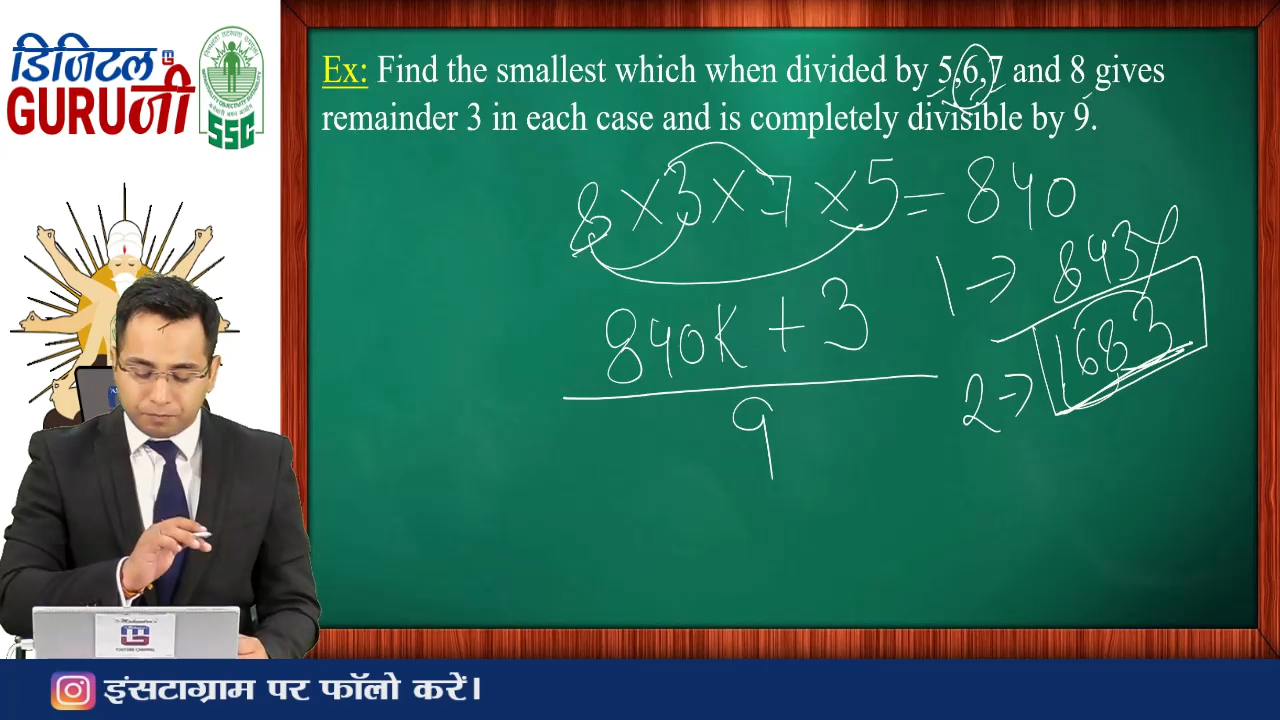 डिजिटल
GURUजी
SSC
Ex: Find the smallest which when divided by 5,6,7 and 8 gives
remainder 3 in each case and is completely divisible by 9.
8 × 3 × 7 × 5 = 840
1 → 843
840K + 3
9
2 → 1683
इंसटाग्राम पर फॉलो करें।